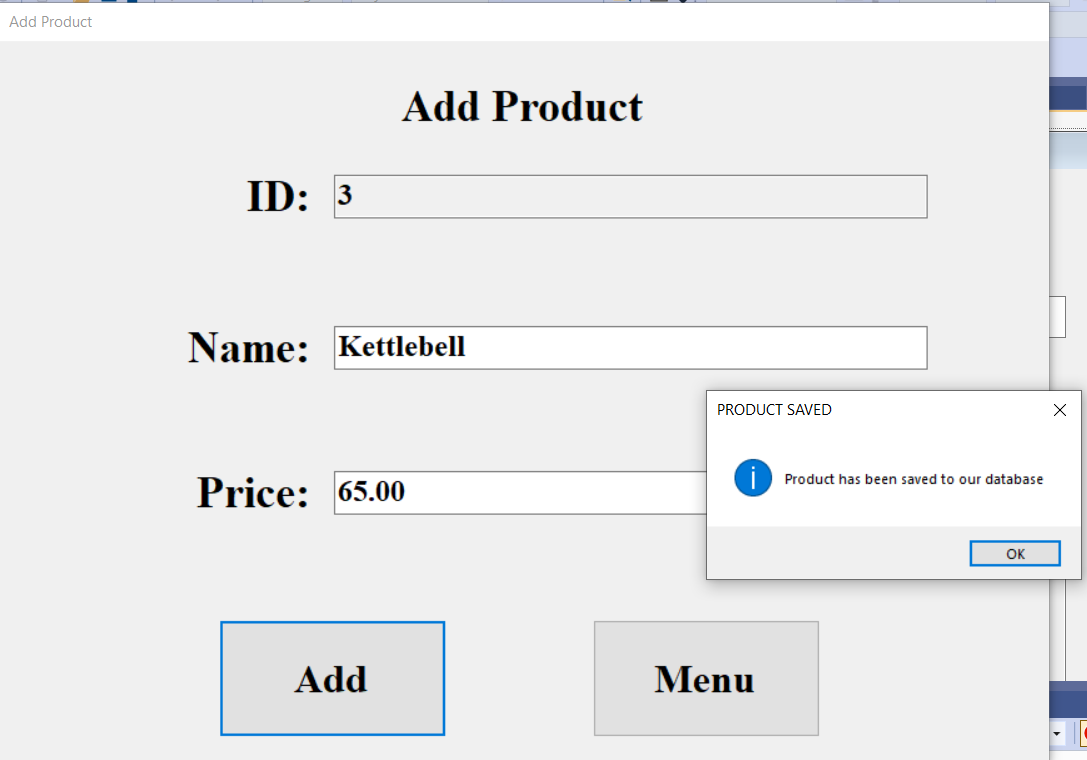 Add Product
Add Product
ID: 3
Name: Kettlebell
PRODUCT SAVED
Product has been saved to our database
Price: 65.00
OK
Add Menu